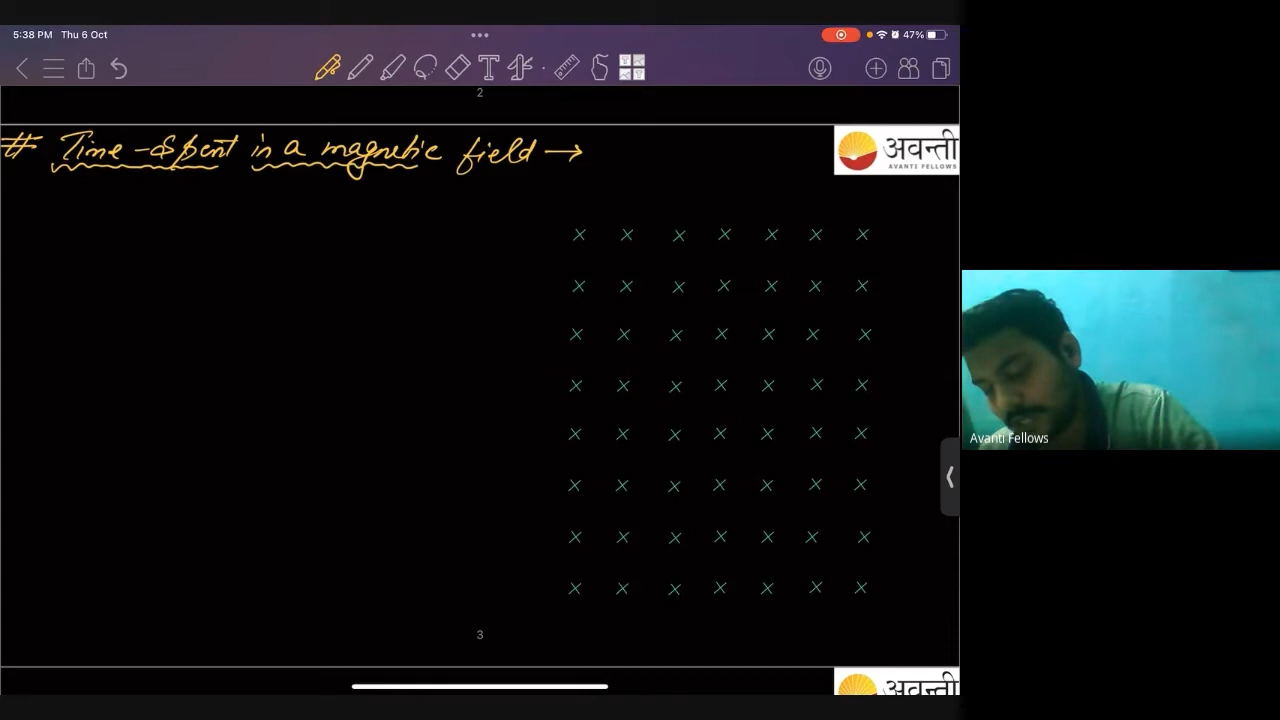 5:38 PM Thu 6 Oct
47%
2
# Time-Spent in a magnetic field →
अवन्ती
AVANTI FELLOWS
x x x x x x x
x x x x x x x
x x x x x x x
x x x x x x x
x x x x x x x
x x x x x x x
x x x x x x x
x x x x x x x
Avanti Fellows
3
अवन्ती